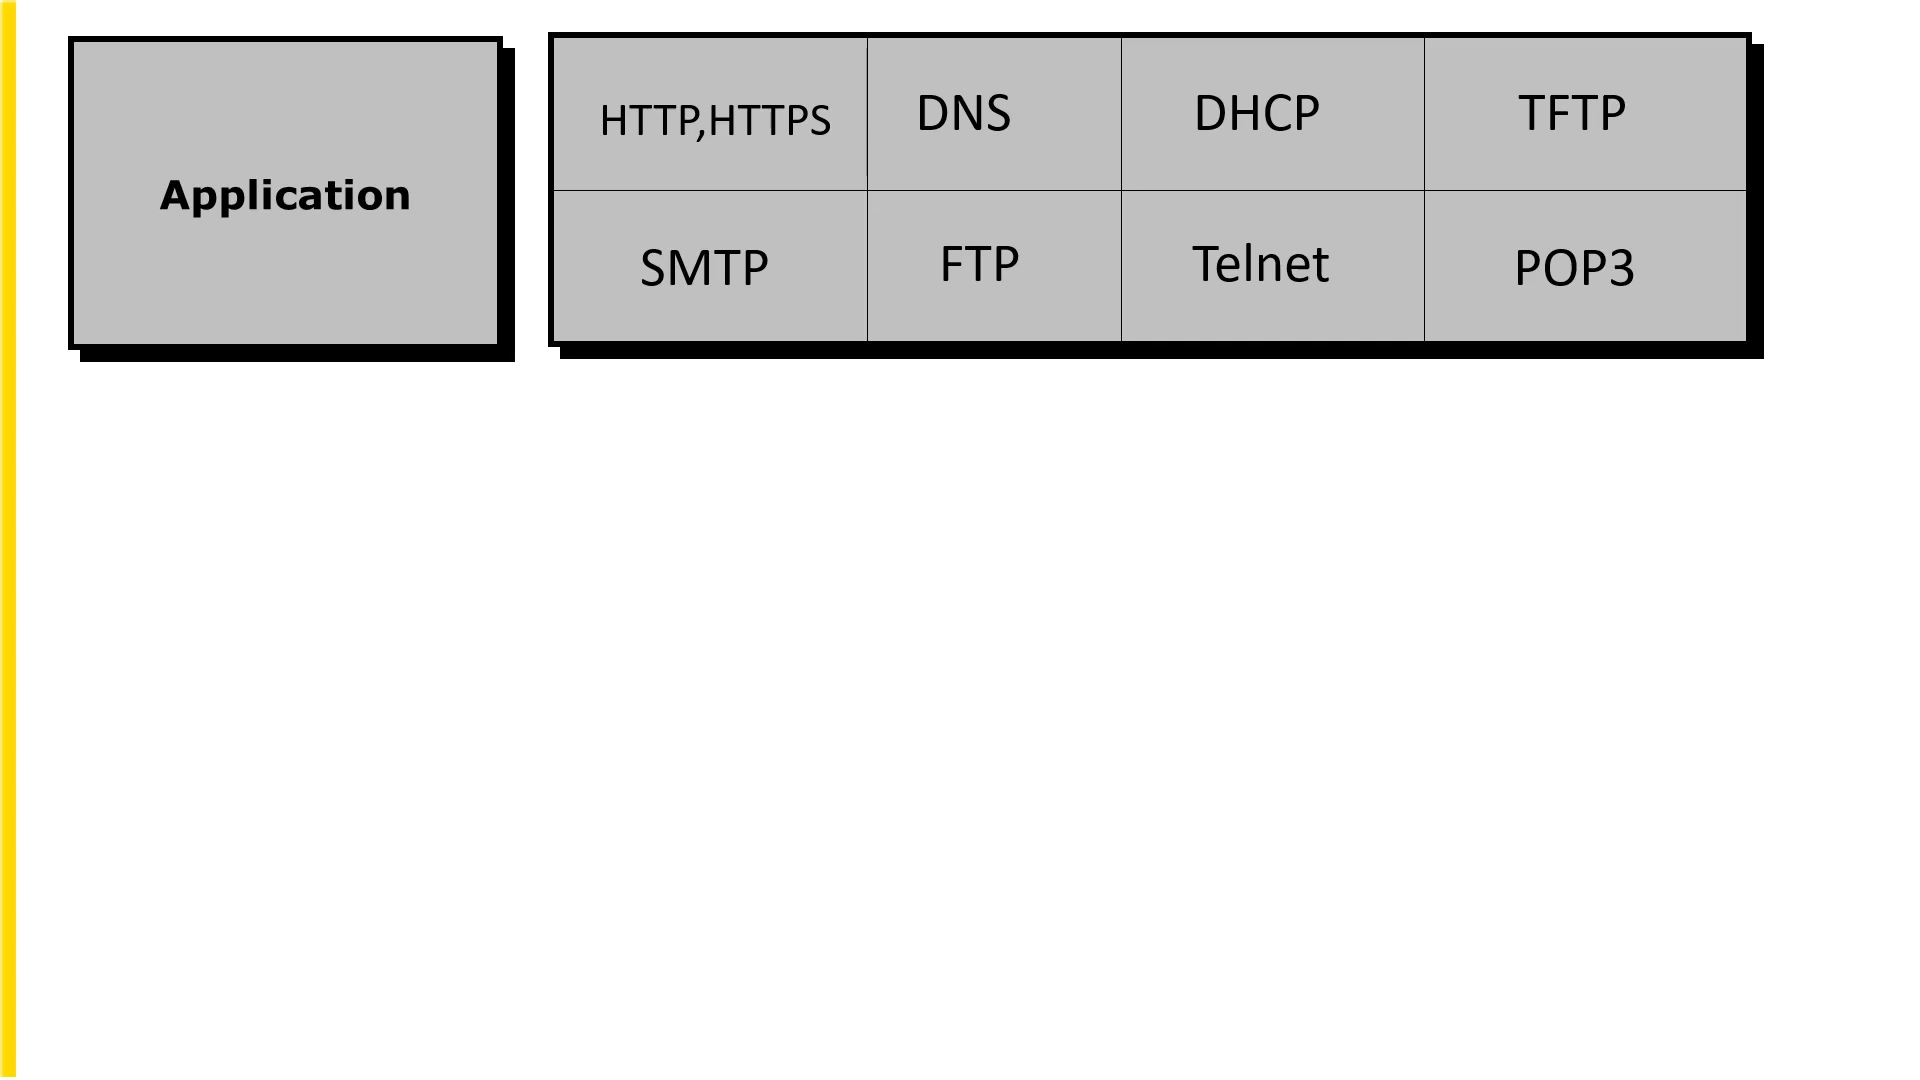 Application
HTTP,HTTPS
DNS
DHCP
TFTP
SMTP
FTP
Telnet
POP3